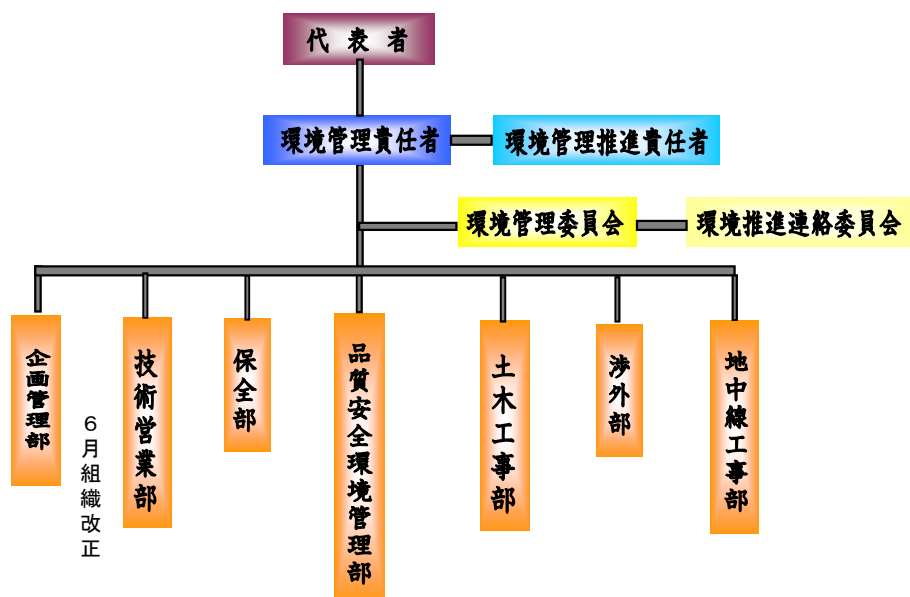 代表者
環境管理責任者
環境管理推進責任者
環境管理委員会
環境推進連絡委員会
企画管理部
6月組織改正
技術営業部
保全部
品質安全環境管理部
土木工事部
渉外部
地中線工事部